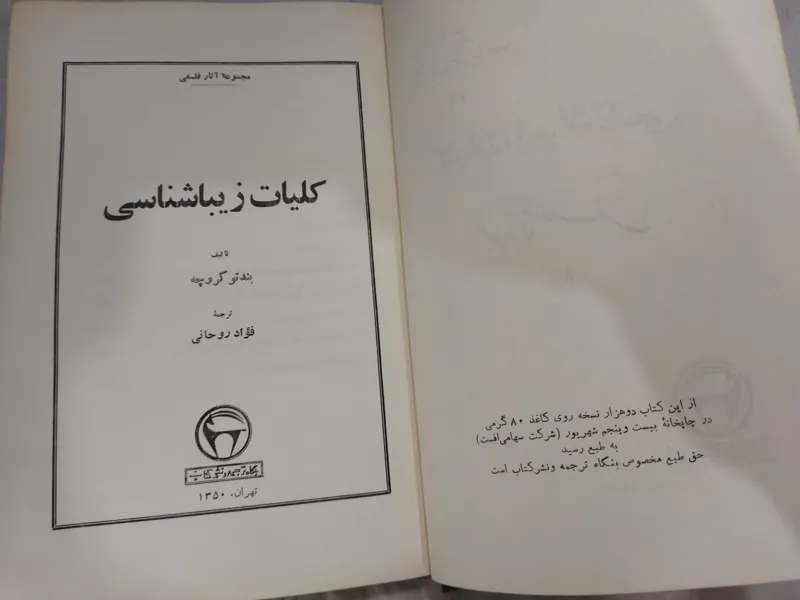 مجموعهٔ آثار فلسفی
کلیات زیباشناسی
تألیف
بندتو کروچه
ترجمهٔ
فؤاد روحانی
بنگاه ترجمه و نشر کتاب
تهران، ۱۳۵۰
از این کتاب دوهزار نسخه روی کاغذ ۸۰ گرمی
در چاپخانهٔ بیست وپنجم شهریور (شرکت سهامی افست)
به طبع رسید
حق طبع مخصوص بنگاه ترجمه ونشر کتاب است